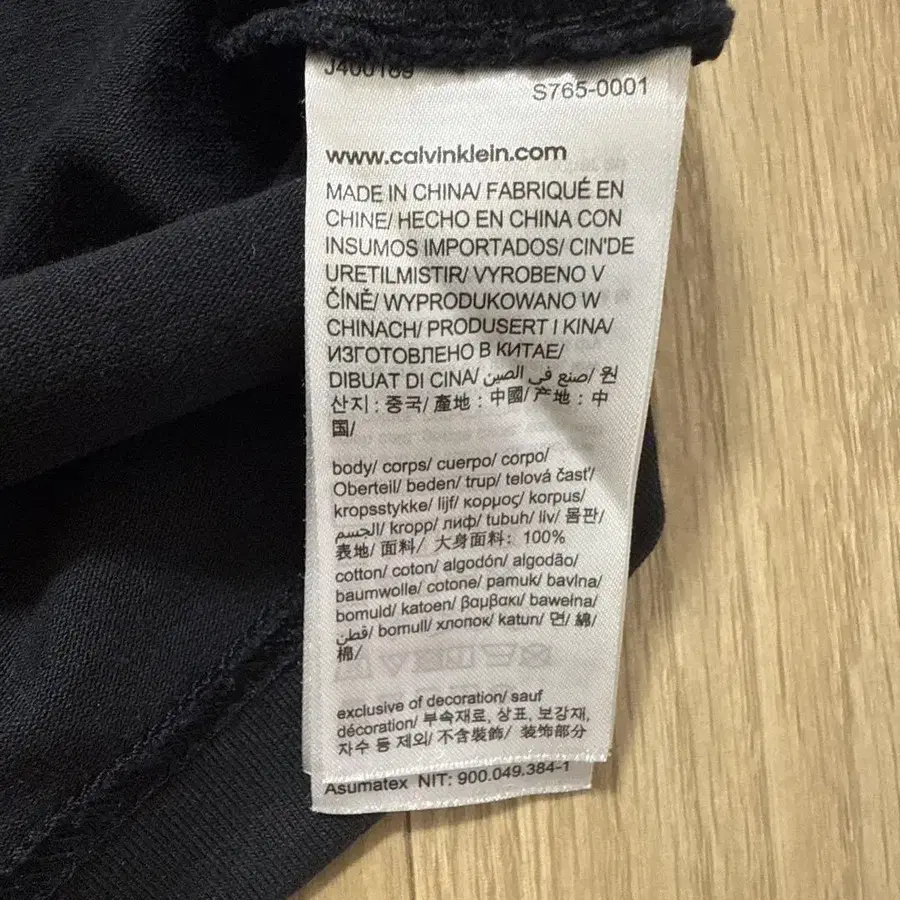 J400169
S765-0001
www.calvinklein.com
MADE IN CHINA/ FABRIQUÉ EN
CHINE/ HECHO EN CHINA CON
INSUMOS IMPORTADOS/ CIN'DE
URETILMISTIR/ VYROBENO V
ČÍNĚ/ WYPRODUKOWANO W
CHINACH/ PRODUSERT I KINA/
ИЗГОТОВЛЕНО В КИТАЕ/
DIBUAT DI CINA/ صنع في الصين/ 원
산지 : 중국/ 產地 : 中國/ 产地 : 中
国/
body/ corps/ cuerpo/ corpo/
Oberteil/ beden/ trup/ telová časť/
kropsstykke/ lijf/ κορμος/ korpus/
الجسم/ kropp/ лиф/ tubuh/ liv/ 몸판/
表地/ 面料/ 大身面料: 100%
cotton/ coton/ algodón/ algodão/
baumwolle/ cotone/ pamuk/ bavlna/
bomuld/ katoen/ βαμβακι/ bawełna/
قطن/ bomull/ хлопок/ katun/ 면/ 綿/
棉/
exclusive of decoration/ sauf
décoration/ 부속재료, 상표, 보강재,
자수 등 제외/ 不含裝飾/ 装饰部分
Asumatex NIT: 900.049.384-1